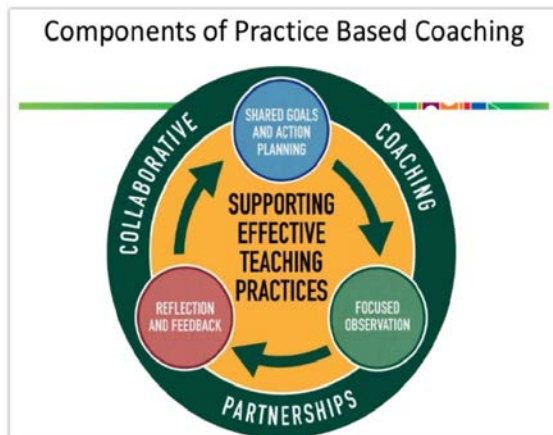 Components of Practice Based Coaching
COLLABORATIVE
COACHING
PARTNERSHIPS
SHARED GOALS
AND ACTION
PLANNING
SUPPORTING
EFFECTIVE
TEACHING
PRACTICES
FOCUSED
OBSERVATION
REFLECTION
AND FEEDBACK